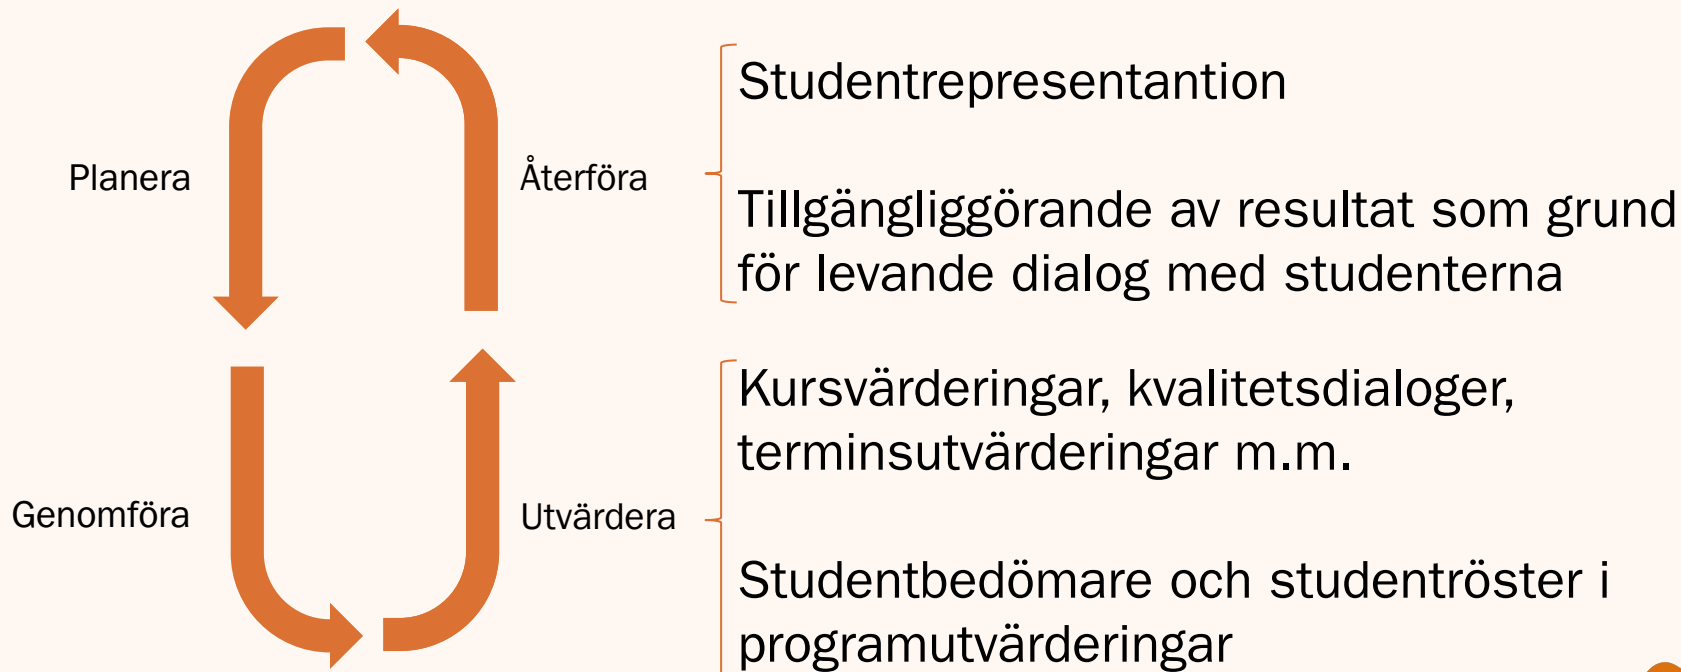 Planera
Återföra
Studentrepresentantion
Tillgängliggörande av resultat som grund
för levande dialog med studenterna
Genomföra
Utvärdera
Kursvärderingar, kvalitetsdialoger,
terminsutvärderingar m.m.
Studentbedömare och studentröster i
programutvärderingar